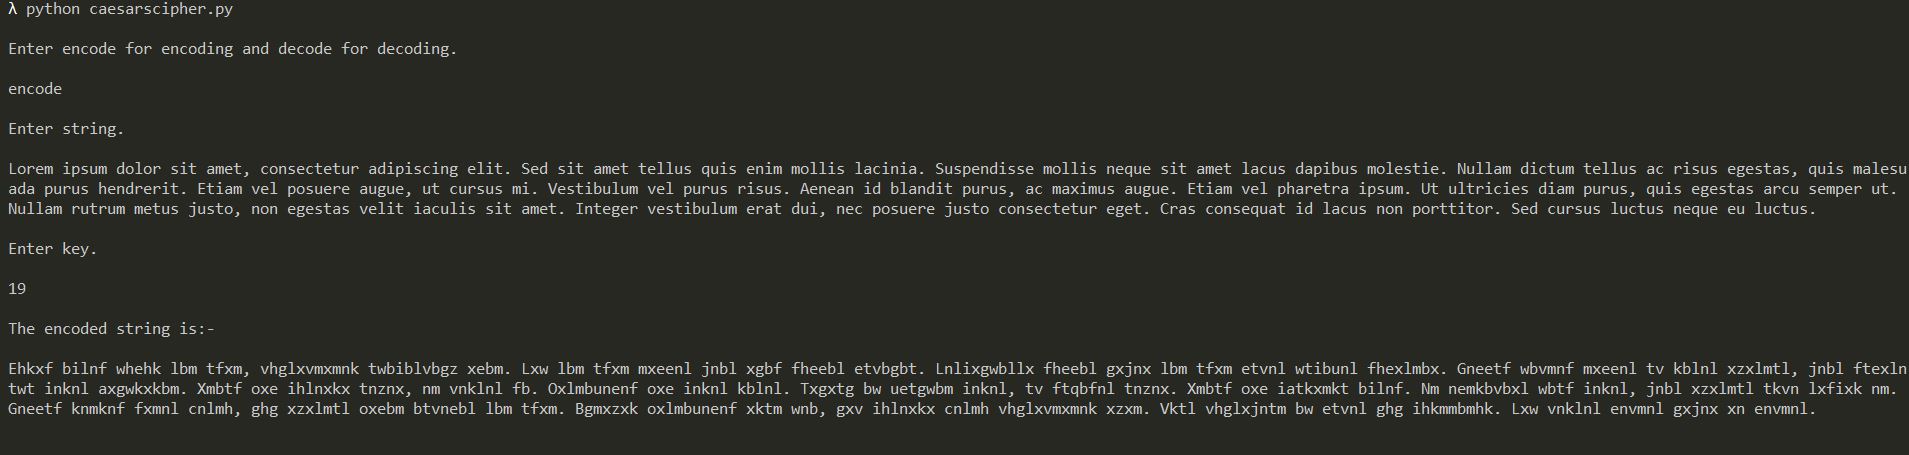 λ python caesarscipher.py
Enter encode for encoding and decode for decoding.
encode
Enter string.
Lorem ipsum dolor sit amet, consectetur adipiscing elit. Sed sit amet tellus quis enim mollis lacinia. Suspendisse mollis neque sit amet lacus dapibus molestie. Nullam dictum tellus ac risus egestas, quis malesu
ada purus hendrerit. Etiam vel posuere augue, ut cursus mi. Vestibulum vel purus risus. Aenean id blandit purus, ac maximus augue. Etiam vel pharetra ipsum. Ut ultricies diam purus, quis egestas arcu semper ut.
Nullam rutrum metus justo, non egestas velit iaculis sit amet. Integer vestibulum erat dui, nec posuere justo consectetur eget. Cras consequat id lacus non porttitor. Sed cursus luctus neque eu luctus.
Enter key.
19
The encoded string is:-
Ehkxf bilnf whehk lbm tfxm, vhglxvmxmnk twbiblvbgz xebm. Lxw lbm tfxm mxeenl jnbl xgbf fheebl etvbgbt. Lnlixgwbllx fheebl gxjnx lbm tfxm etvnl wtibunl fhexlmbx. Gneetf wbvmnf mxeenl tv kblnl xzxlmtl, jnbl ftexln
twt inknl axgwkxkbm. Xmbtf oxe ihlnxkx tnznx, nm vnklnl fb. Oxlmbunenf oxe inknl kblnl. Txgxtg bw uetgwbm inknl, tv ftqbfnl tnznx. Xmbtf oxe iatkxmkt bilnf. Nm nemkbvbxl wbtf inknl, jnbl xzxlmtl tkvn lxfixk nm.
Gneetf knmknf fxmnl cnlmh, ghg xzxlmtl oxebm btvnebl lbm tfxm. Bgmxzxk oxlmbunenf xktm wnb, gxv ihlnxkx cnlmh vhglxvmxmnk xzxm. Vktl vhglxjntm bw etvnl ghg ihkmmbmhk. Lxw vnklnl envmnl gxjnx xn envmnl.